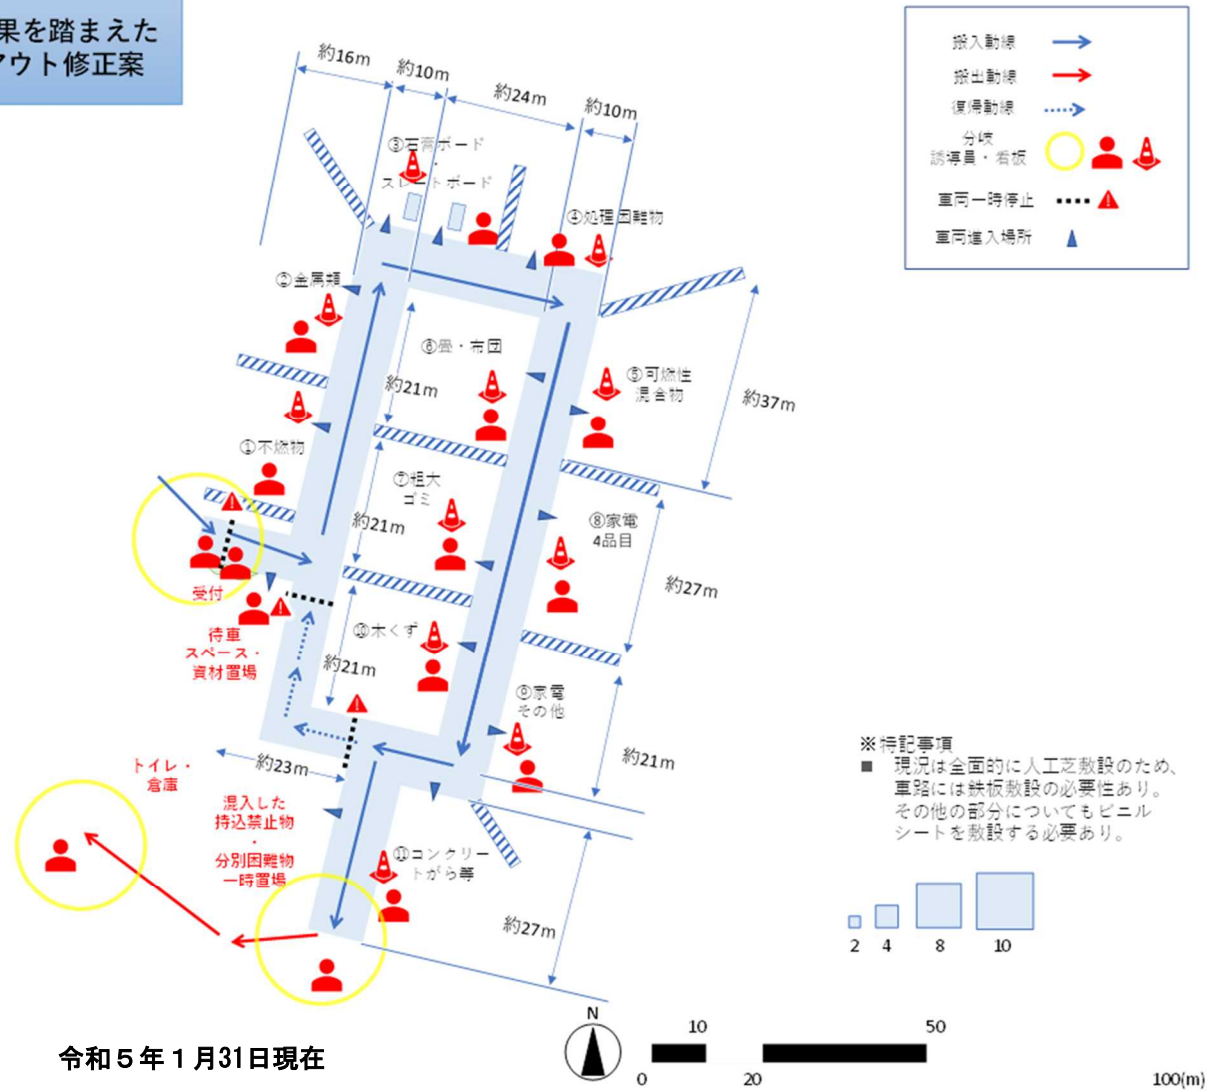 果を踏まえた
アウト修正案
搬入動線
搬出動線
復帰動線
分岐
誘導員・看板
車両一時停止
車両進入場所
約16m
約10m
約24m
約10m
③石膏ボード
・
スレートボード
④処理困難物
②金属類
⑥畳・布団
⑤可燃性
混合物
約21m
約37m
①不燃物
⑦粗大
ゴミ
約21m
⑧家電
4品目
約27m
受付
待車
スペース・
資材置場
⑩木くず
約21m
⑨家電
その他
約21m
約23m
トイレ・
倉庫
混入した
持込禁止物
・
分別困難物
一時置場
⑪コンクリー
トがら等
約27m
※特記事項
■ 現況は全面的に人工芝敷設のため、
車路には鉄板敷設の必要性あり。
その他の部分についてもビニル
シートを敷設する必要あり。
2 4 8 10
N
10 50
0 20 100(m)
令和5年1月31日現在